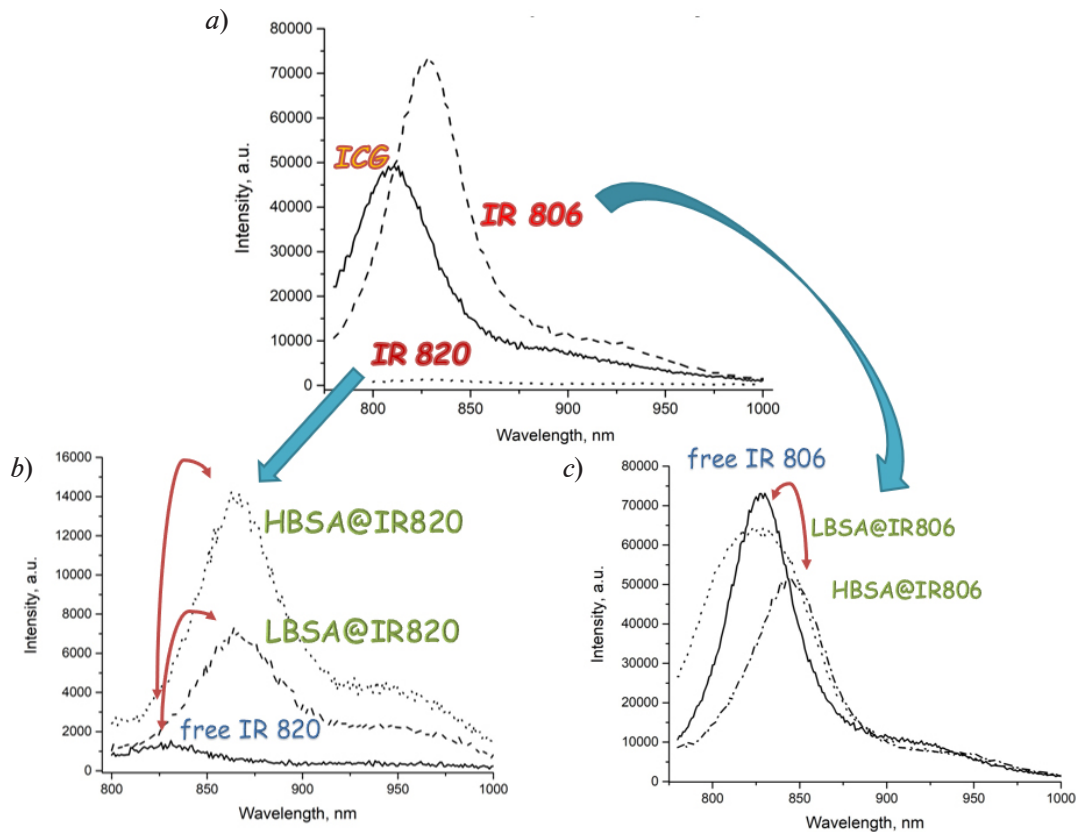 a)
80000
70000
60000
50000
40000
30000
20000
10000
0
Intensity, a.u.
ICG
IR 806
IR 820
800
850
900
950
1000
Wavelength, nm
b)
16000
14000
12000
10000
8000
6000
4000
2000
0
Intensity, a.u.
HBSA@IR820
LBSA@IR820
free IR 820
800
850
900
950
1000
Wavelength, nm
c)
80000
70000
60000
50000
40000
30000
20000
10000
0
Intensity, a.u.
free IR 806
LBSA@IR806
HBSA@IR806
800
850
900
950
1000
Wavelength, nm